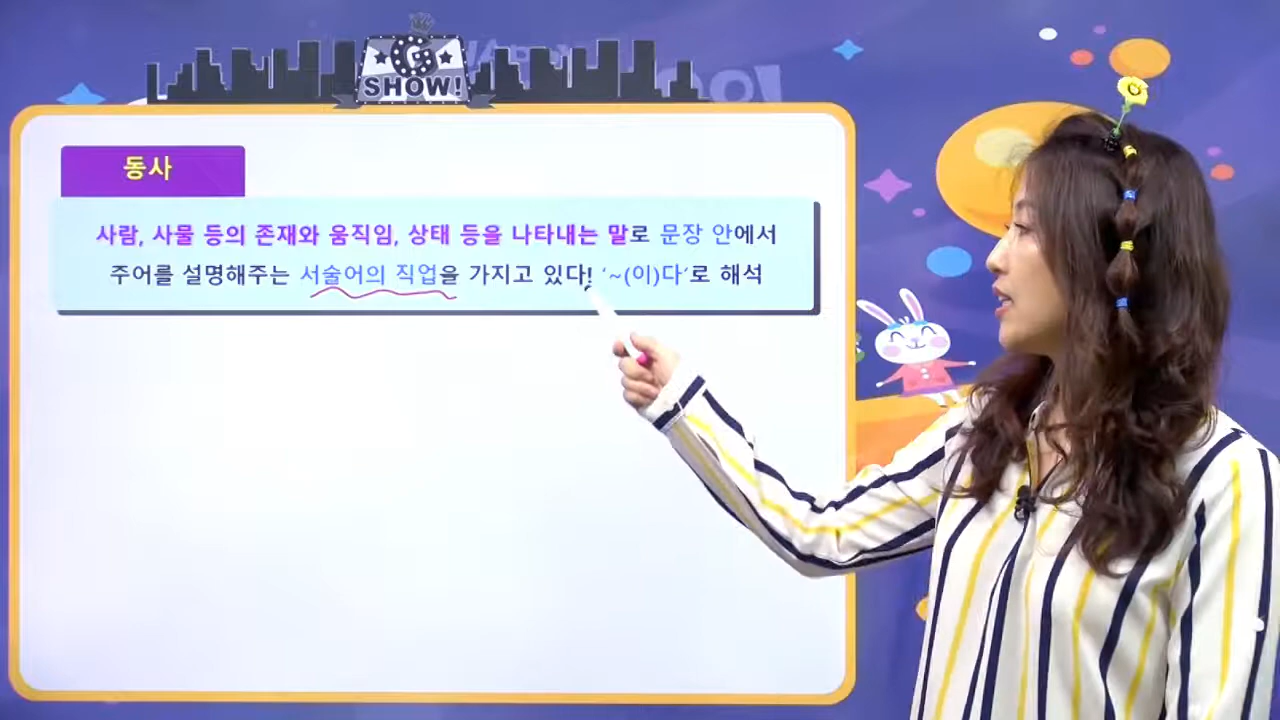 G
SHOW!
동사
사람, 사물 등의 존재와 움직임, 상태 등을 나타내는 말로 문장 안에서
주어를 설명해주는 서술어의 직업을 가지고 있다! ‘~(이)다’로 해석